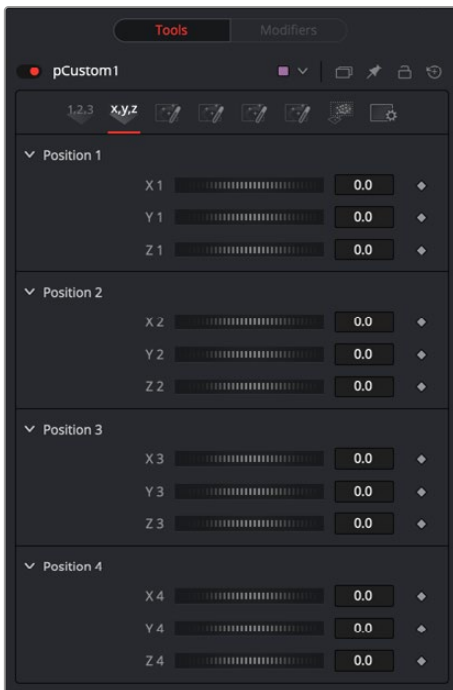 Tools Modifiers
pCustom1
1,2,3 x,y,z
Position 1
X 1 0.0
Y 1 0.0
Z 1 0.0
Position 2
X 2 0.0
Y 2 0.0
Z 2 0.0
Position 3
X 3 0.0
Y 3 0.0
Z 3 0.0
Position 4
X 4 0.0
Y 4 0.0
Z 4 0.0